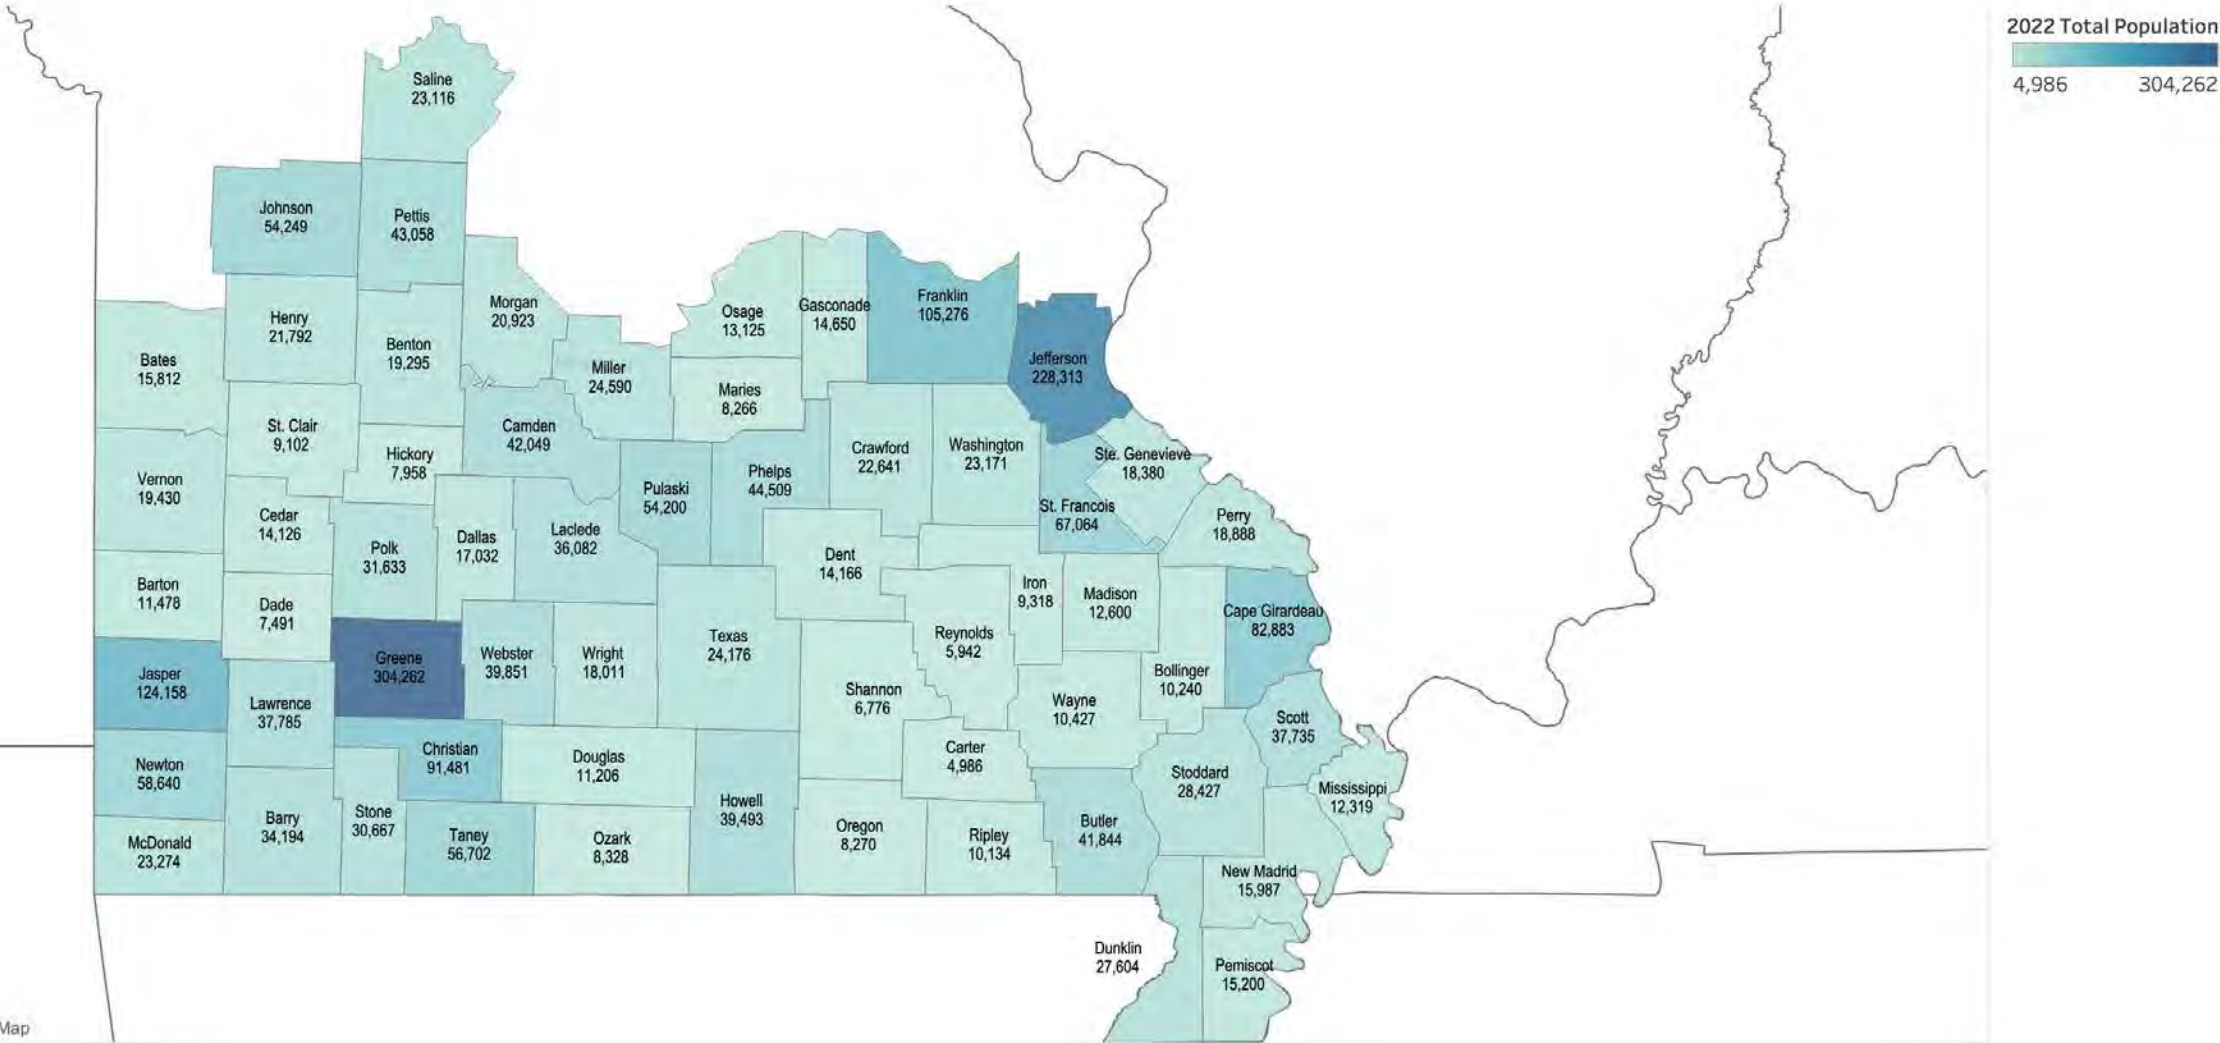 2022 Total Population
4,986 304,262
Saline
23,116
Johnson
54,249
Pettis
43,058
Morgan
20,923
Osage
13,125
Gasconade
14,650
Franklin
105,276
Henry
21,792
Benton
19,295
Bates
15,812
Miller
24,590
Jefferson
228,313
Maries
8,266
St. Clair
9,102
Camden
42,049
Hickory
7,958
Crawford
22,641
Washington
23,171
Ste. Genevieve
18,380
Vernon
19,430
Phelps
44,509
Pulaski
54,200
St. Francois
67,064
Perry
18,888
Cedar
14,126
Polk
31,633
Dallas
17,032
Laclede
36,082
Dent
14,166
Barton
11,478
Dade
7,491
Iron
9,318
Madison
12,600
Cape Girardeau
82,883
Greene
304,262
Webster
39,851
Wright
18,011
Texas
24,176
Reynolds
5,942
Jasper
124,158
Lawrence
37,785
Shannon
6,776
Bollinger
10,240
Wayne
10,427
Scott
37,735
Newton
58,640
Christian
91,481
Douglas
11,206
Carter
4,986
Stoddard
28,427
Mississippi
12,319
Howell
39,493
McDonald
23,274
Barry
34,194
Stone
30,667
Taney
56,702
Ozark
8,328
Oregon
8,270
Ripley
10,134
Butler
41,844
New Madrid
15,987
Dunklin
27,604
Pemiscot
15,200
Map